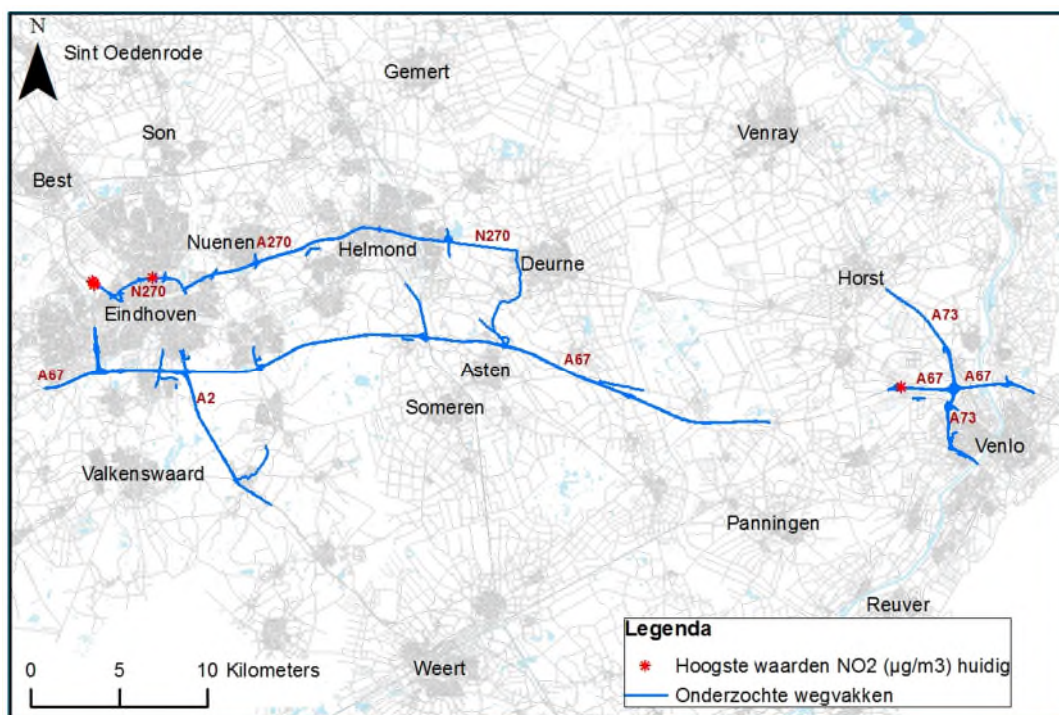 N
Sint Oedenrode
Gemert
Son
Venray
Best
Nuenen
A270
N270
Helmond
Deurne
Horst
N270
Eindhoven
A73
A67
A67
A67
A67
Asten
A2
Someren
A73
Venlo
Valkenswaard
Panningen
Reuver
Weert
0 5 10 Kilometers
Legenda
Hoogste waarden NO2 (µg/m3) huidig
Onderzochte wegvakken